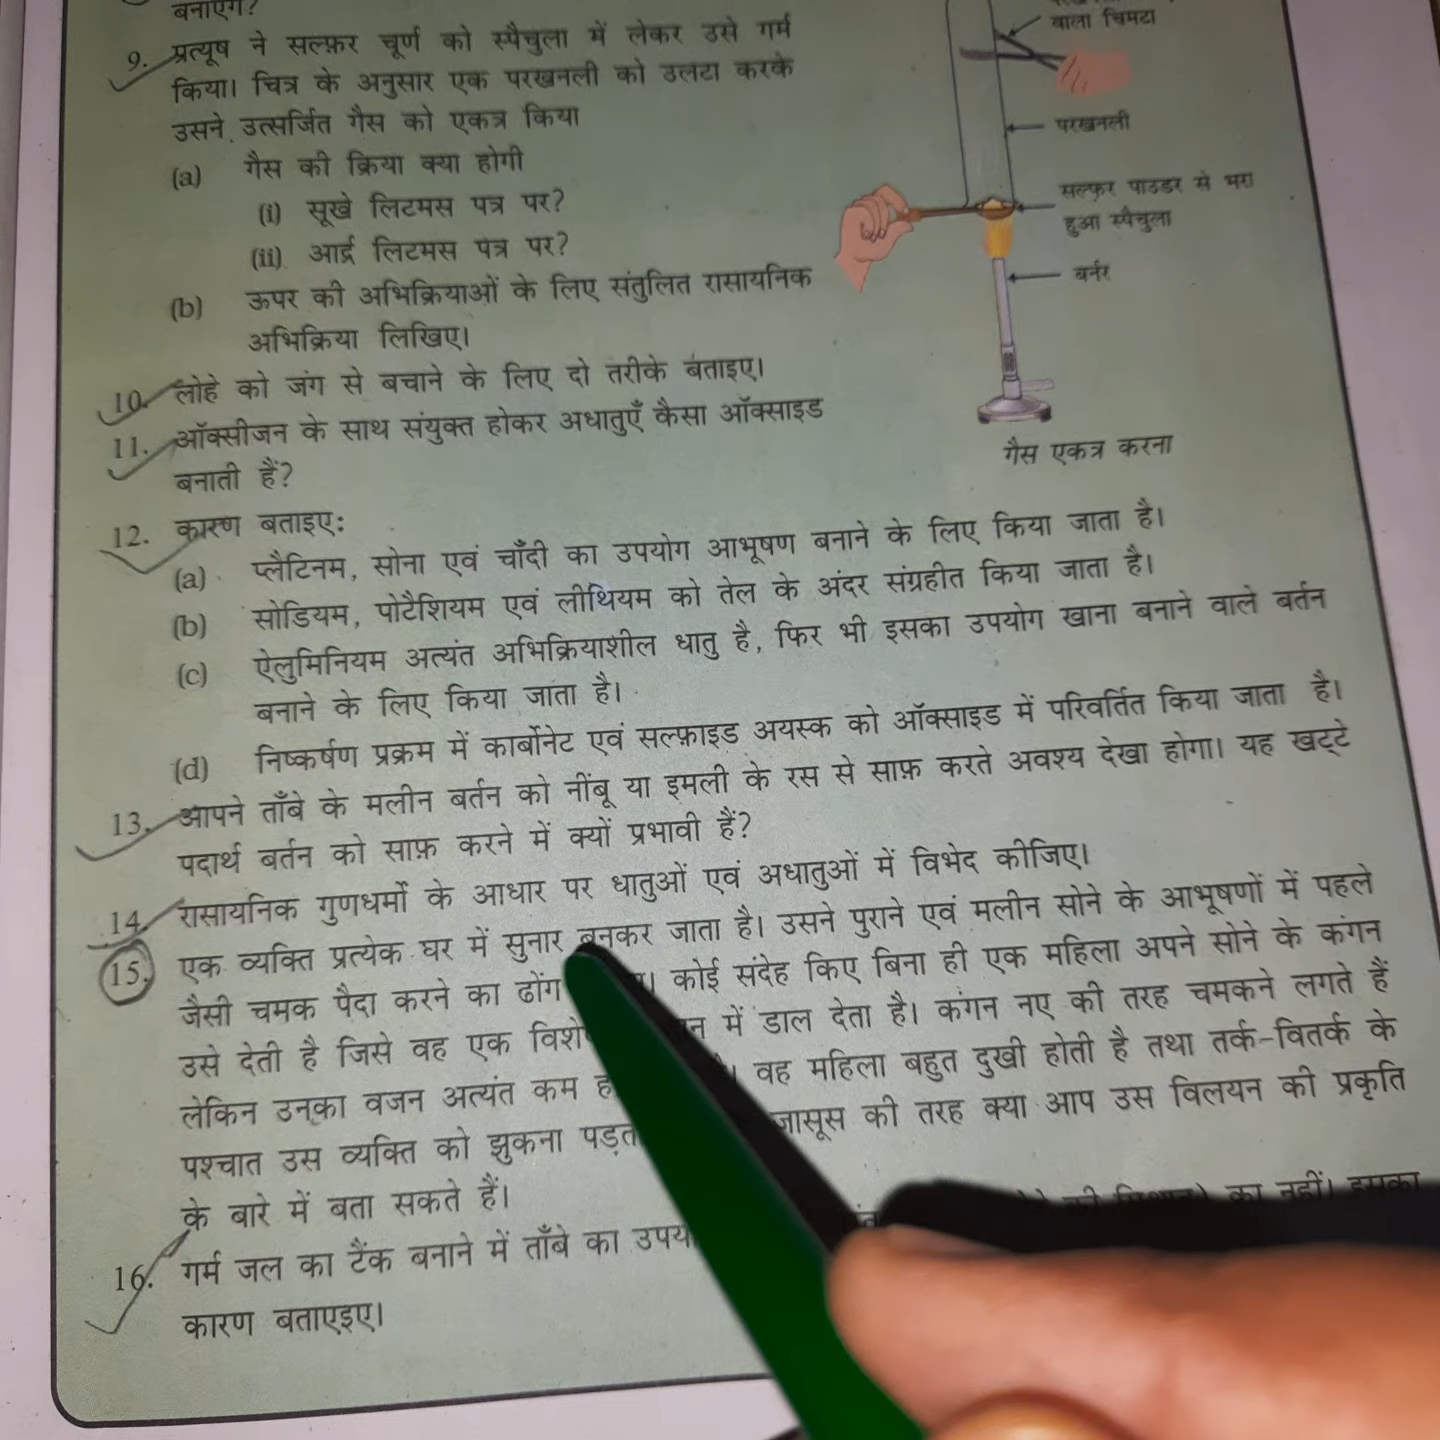 बनाएँगे?
9. प्रत्यूष ने सल्फ़र चूर्ण को स्पैचुला में लेकर उसे गर्म
किया। चित्र के अनुसार एक परखनली को उलटा करके
उसने उत्सर्जित गैस को एकत्र किया
(a) गैस की क्रिया क्या होगी
(i) सूखे लिटमस पत्र पर?
(ii) आर्द्र लिटमस पत्र पर?
(b) ऊपर की अभिक्रियाओं के लिए संतुलित रासायनिक
अभिक्रिया लिखिए।
वाला चिमटा
परखनली
सल्फ़र पाउडर से भरा
हुआ स्पैचुला
बर्नर
गैस एकत्र करना
10. लोहे को जंग से बचाने के लिए दो तरीके बताइए।
11. ऑक्सीजन के साथ संयुक्त होकर अधातुएँ कैसा ऑक्साइड
बनाती हैं?
12. कारण बताइए:
(a) प्लैटिनम, सोना एवं चाँदी का उपयोग आभूषण बनाने के लिए किया जाता है।
(b) सोडियम, पोटैशियम एवं लीथियम को तेल के अंदर संग्रहीत किया जाता है।
(c) ऐलुमिनियम अत्यंत अभिक्रियाशील धातु है, फिर भी इसका उपयोग खाना बनाने वाले बर्तन
बनाने के लिए किया जाता है।
(d) निष्कर्षण प्रक्रम में कार्बोनेट एवं सल्फ़ाइड अयस्क को ऑक्साइड में परिवर्तित किया जाता है।
13. आपने ताँबे के मलीन बर्तन को नींबू या इमली के रस से साफ़ करते अवश्य देखा होगा। यह खट्टे
पदार्थ बर्तन को साफ़ करने में क्यों प्रभावी हैं?
14. रासायनिक गुणधर्मों के आधार पर धातुओं एवं अधातुओं में विभेद कीजिए।
15. एक व्यक्ति प्रत्येक घर में सुनार बनकर जाता है। उसने पुराने एवं मलीन सोने के आभूषणों में पहले
जैसी चमक पैदा करने का ढोंग कोई संदेह किए बिना ही एक महिला अपने सोने के कंगन
उसे देती है जिसे वह एक में डाल देता है। कंगन नए की तरह चमकने लगते हैं
लेकिन उनका वजन अत्यंत कम वह महिला बहुत दुखी होती है तथा तर्क-वितर्क के
पश्चात उस व्यक्ति को झुकना जासूस की तरह क्या आप उस विलयन की प्रकृति
के बारे में बता सकते हैं।
16. गर्म जल का टैंक बनाने में ताँबे का का नहीं। इसका
कारण बताएइए।